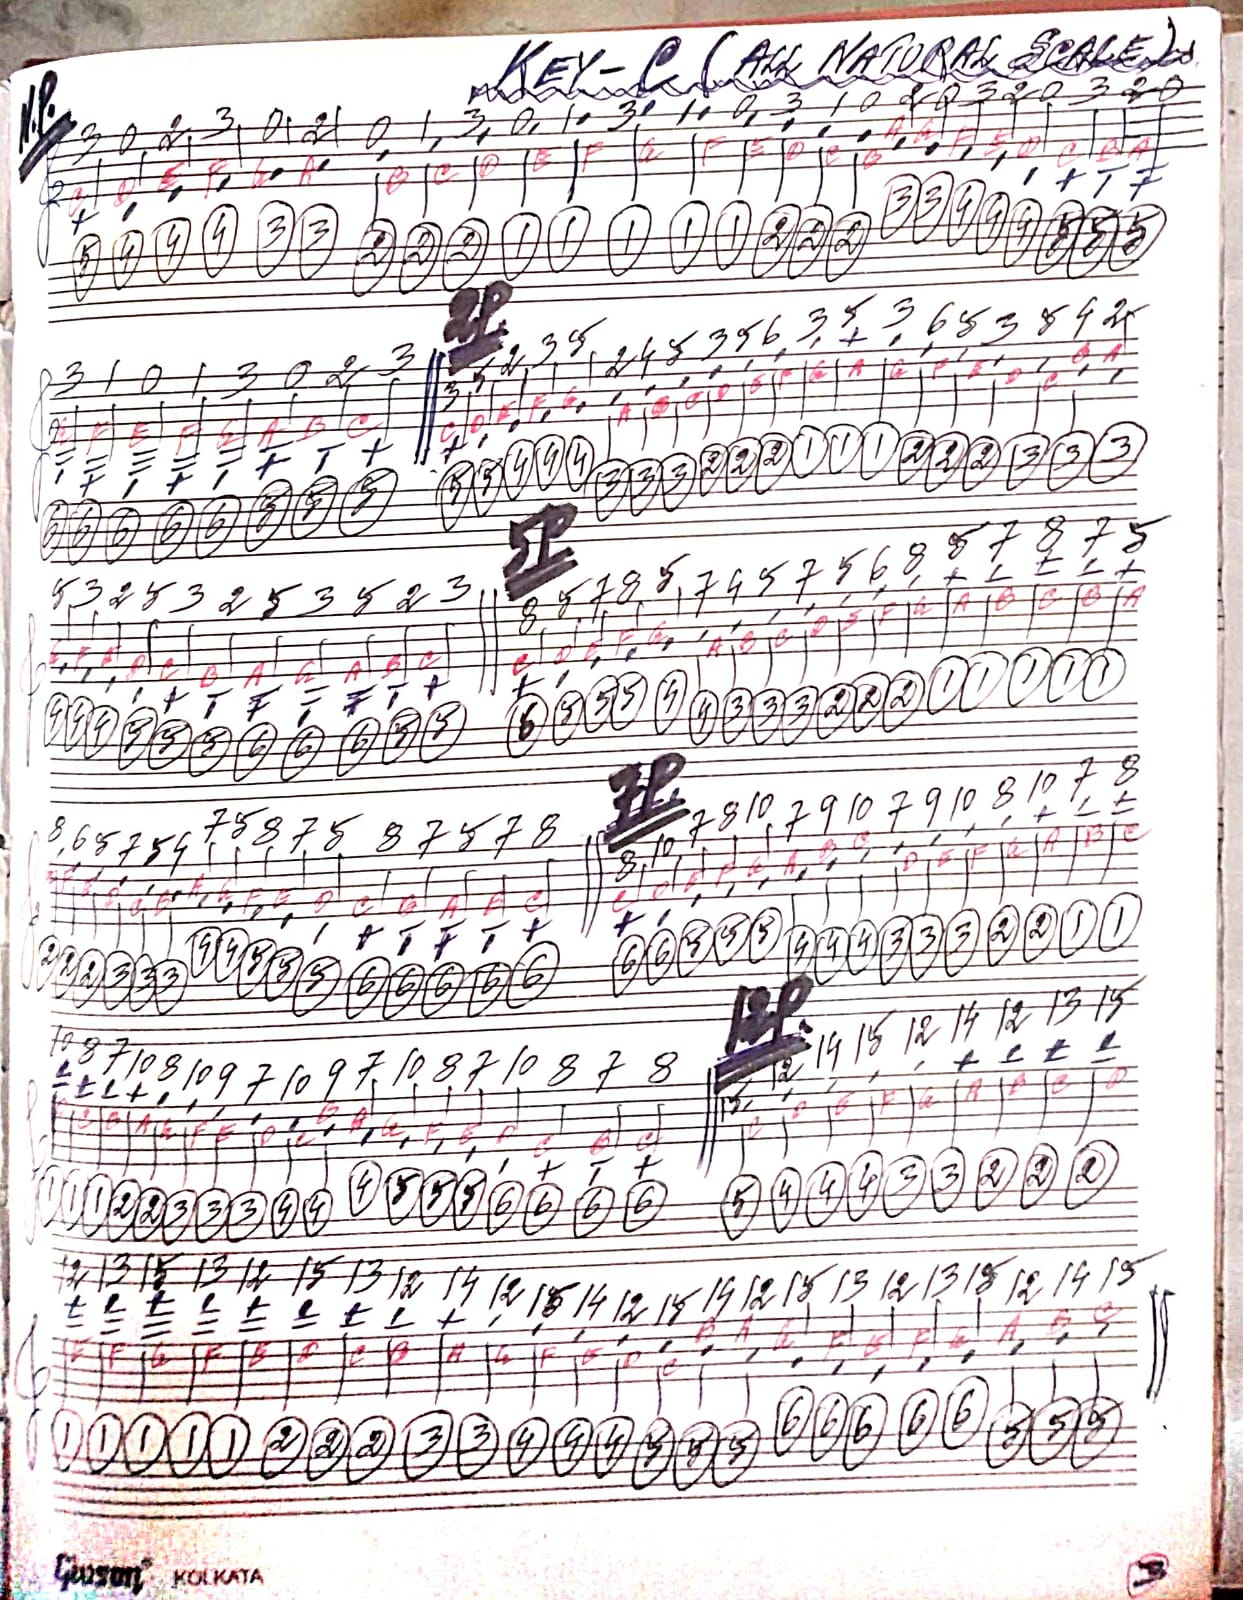 KEY-C (ALL NATURAL SCALE)
N.P.
3 0 2 3 0 2 0 1 3 0 1 3 1 0 3 1 0 2 0 3 2 0 3 2 0
C D E F G A B C D E F G F E D C B A G F E D C B A
5 4 4 4 3 3 2 2 2 1 1 1 1 1 2 2 2 3 3 4 4 4 5 5 5
2P.
3 1 0 1 3 0 2 3
G F E F G A B C
6 6 6 6 6 5 5 5
3 5 2 3 5 2 4 5 3 5 6 3 5 3 6 5 3 5 4 2
C D E F G A B C D E F G A G F E D C B A
5 5 4 4 4 3 3 3 2 2 2 1 1 1 2 2 2 3 3 3
5P
5 3 2 5 3 2 5 3 5 2 3
G F E D C B A G A B C
4 4 4 5 5 5 6 6 6 5 5
8 5 7 8 5 7 4 5 7 5 6 8 5 7 8 7 5
C D E F G A B C D E F G A B C B A
6 5 5 5 4 4 3 3 3 2 2 2 1 1 1 1 1
7P.
8 6 5 7 5 4 7 5 8 7 5 8 7 5 7 8
G F E D C B A G F E D C B A B C
2 2 2 3 3 3 4 4 5 5 5 6 6 6 6 6
8 10 7 8 10 7 9 10 7 9 10 8 10 7 8
C D E F G A B C D E F G A B C
6 6 5 5 5 4 4 4 3 3 3 2 2 1 1
12P.
10 8 7 10 8 10 9 7 10 9 7 10 8 7 10 8 7 8
D C B A G F E D C B A G F E D C B C
1 1 1 2 2 3 3 3 4 4 4 5 5 5 6 6 6 6
15 12 14 15 12 14 12 13 15
C D E F G A B C D
5 4 4 4 3 3 2 2 2
12 13 15 13 12 15 13 12 14 12 15 14 12 15 14 12 15 13 12 13 15 12 14 15
E F G F E D C B A G F E D C B A G F E F G A B C
1 1 1 1 1 2 2 2 3 3 4 4 4 5 5 5 6 6 6 6 6 5 5 5
KOLKATA
3